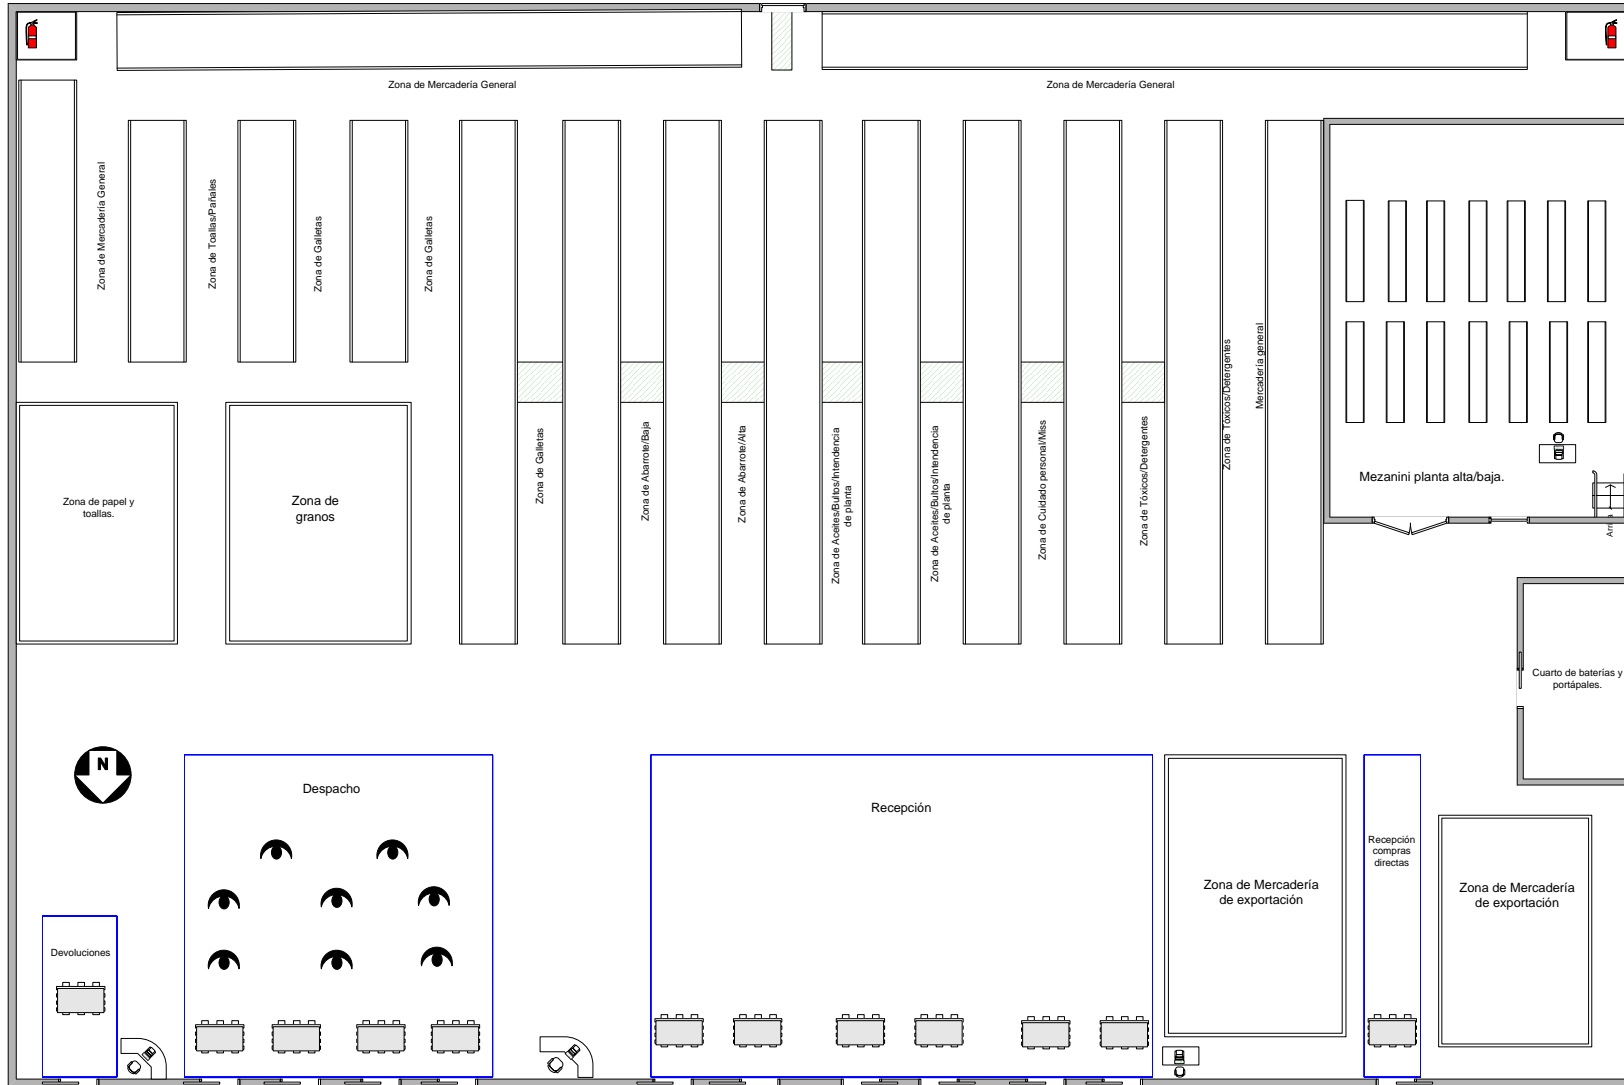 Zona de Mercadería General
Zona de Mercadería General
Zona de Mercadería General
Zona de Toallas/Pañales
Zona de Galletas
Zona de Galletas
Zona de Galletas
Zona de Abarrote/Baja
Zona de Abarrote/Alta
Zona de Aceites/Bultos/Intendencia
de planta
Zona de Aceites/Bultos/Intendencia
de planta
Zona de Cuidado personal/Miss
Zona de Tóxicos/Detergentes
Zona de Tóxicos/Detergentes
Mercadería general
Mezanini planta alta/baja.
Zona de papel y
toallas.
Zona de
granos
Cuarto de baterías y
portápales.
N
Despacho
Recepción
Recepción
compras
directas
Zona de Mercadería
de exportación
Zona de Mercadería
de exportación
Devoluciones